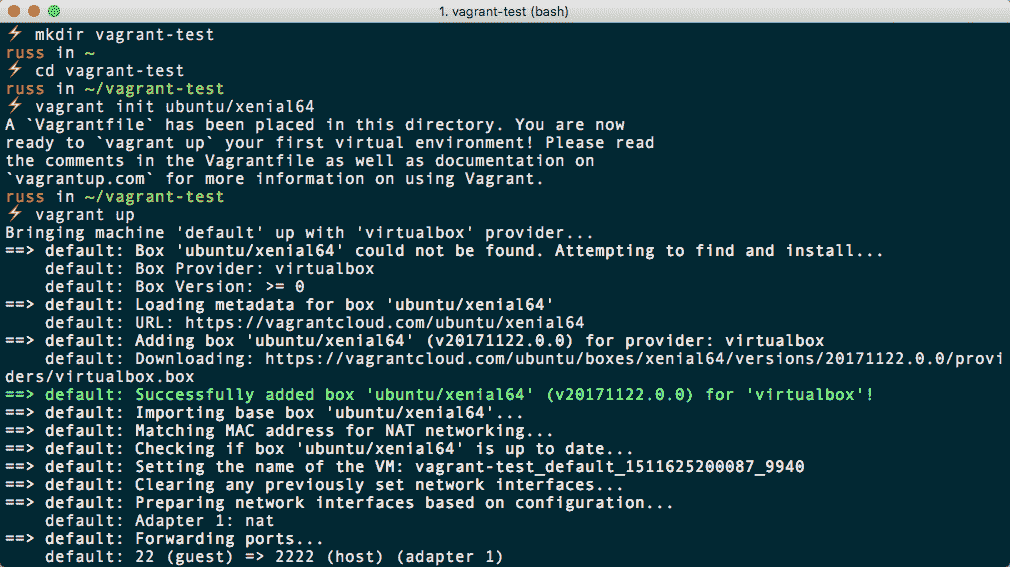 1. vagrant-test (bash)
⚡ mkdir vagrant-test
russ in ~
⚡ cd vagrant-test
russ in ~/vagrant-test
⚡ vagrant init ubuntu/xenial64
A `Vagrantfile` has been placed in this directory. You are now
ready to `vagrant up` your first virtual environment! Please read
the comments in the Vagrantfile as well as documentation on
`vagrantup.com` for more information on using Vagrant.
russ in ~/vagrant-test
⚡ vagrant up
Bringing machine 'default' up with 'virtualbox' provider...
==> default: Box 'ubuntu/xenial64' could not be found. Attempting to find and install...
    default: Box Provider: virtualbox
    default: Box Version: >= 0
==> default: Loading metadata for box 'ubuntu/xenial64'
    default: URL: https://vagrantcloud.com/ubuntu/xenial64
==> default: Adding box 'ubuntu/xenial64' (v20171122.0.0) for provider: virtualbox
    default: Downloading: https://vagrantcloud.com/ubuntu/boxes/xenial64/versions/20171122.0.0/provi
ders/virtualbox.box
==> default: Successfully added box 'ubuntu/xenial64' (v20171122.0.0) for 'virtualbox'!
==> default: Importing base box 'ubuntu/xenial64'...
==> default: Matching MAC address for NAT networking...
==> default: Checking if box 'ubuntu/xenial64' is up to date...
==> default: Setting the name of the VM: vagrant-test_default_1511625200087_9940
==> default: Clearing any previously set network interfaces...
==> default: Preparing network interfaces based on configuration...
    default: Adapter 1: nat
==> default: Forwarding ports...
    default: 22 (guest) => 2222 (host) (adapter 1)